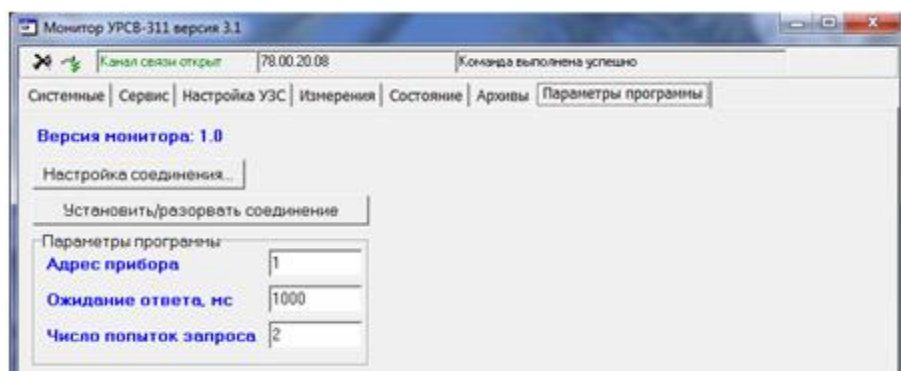 Монитор УРСВ-311 версия 3.1
Канал связи открыт 78.00.20.08 Команда выполнена успешно
Системные Сервис Настройка УЗС Измерения Состояние Архивы Параметры программы
Версия монитора: 1.0
Настройка соединения...
Установить/разорвать соединение
Параметры программы
Адрес прибора 1
Ожидание ответа, мс 1000
Число попыток запроса 2